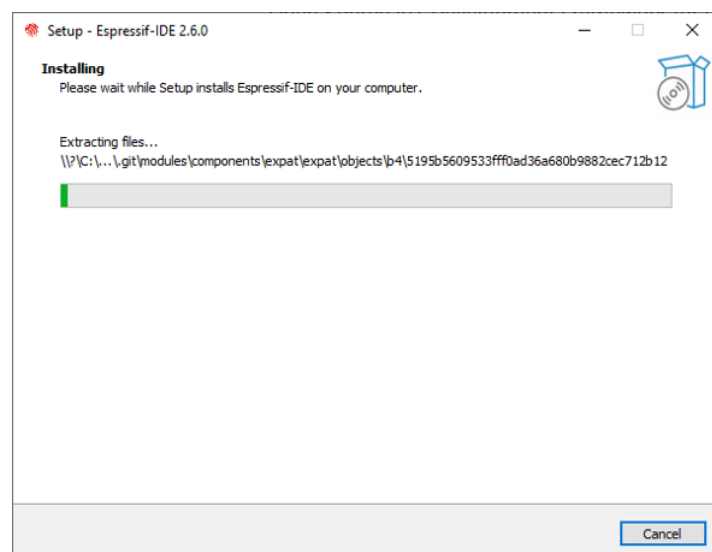 Setup - Espressif-IDE 2.6.0
Installing
Please wait while Setup installs Espressif-IDE on your computer.
Extracting files...
\\?\C:\...\.git\modules\components\expat\expat\objects\b4\5195b5609533fff0ad36a680b9882cec712b12
Cancel